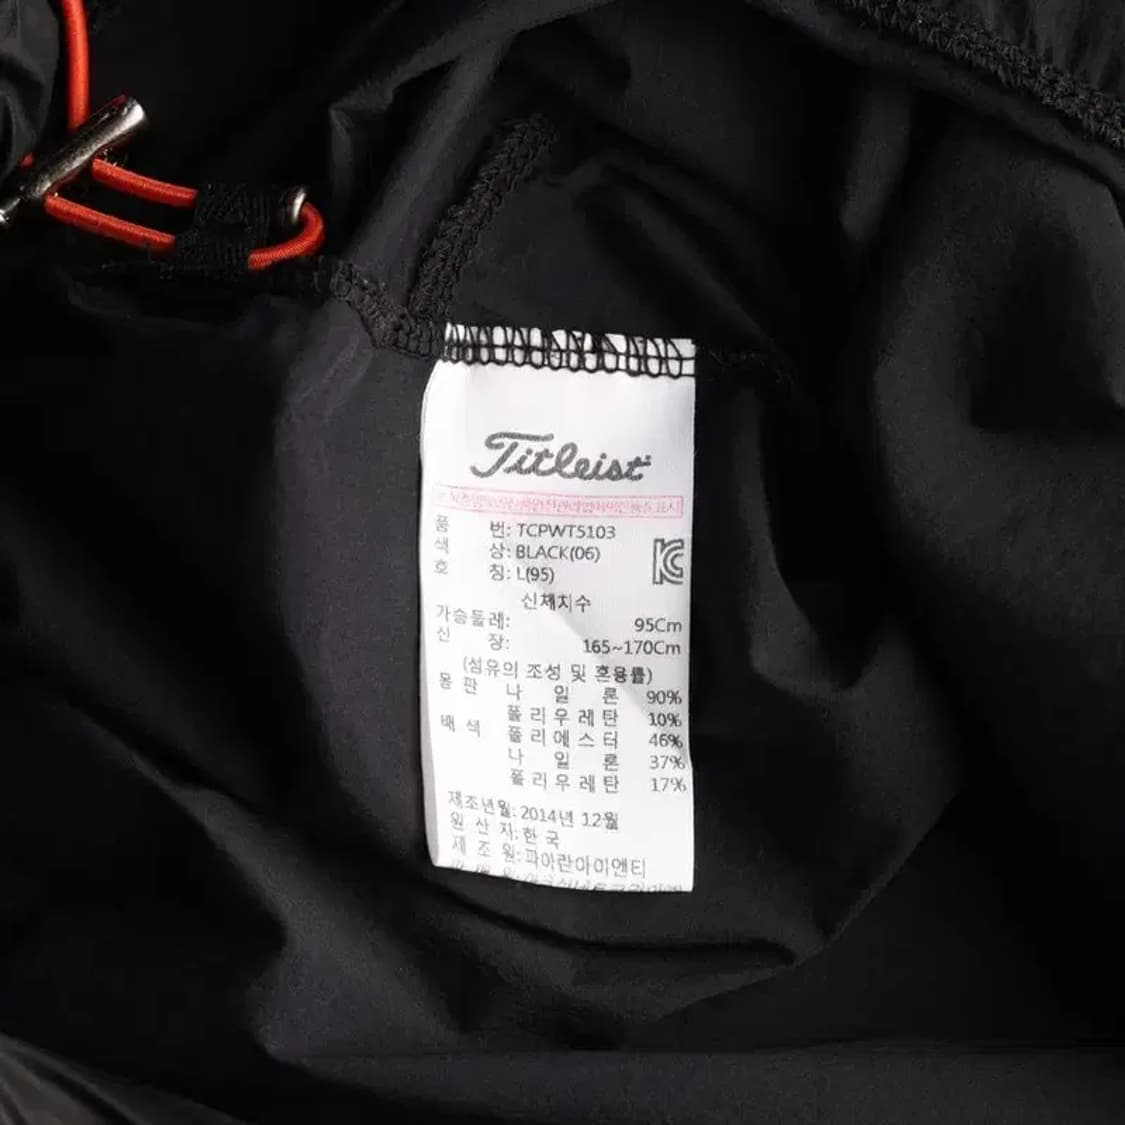 Titleist
품 번: TCPWT5103
색 상: BLACK(06)
호 칭: L(95)
신체치수
가슴둘레: 95Cm
신 장: 165~170Cm
(섬유의 조성 및 혼용률)
몸 판 나 일 론 90%
폴 리 우 레 탄 10%
배 색 폴 리 에 스 터 46%
나 일 론 37%
폴 리 우 레 탄 17%
제조년월: 2014년 12월
원 산 지: 한 국
제 조 원: 파아란아이앤티